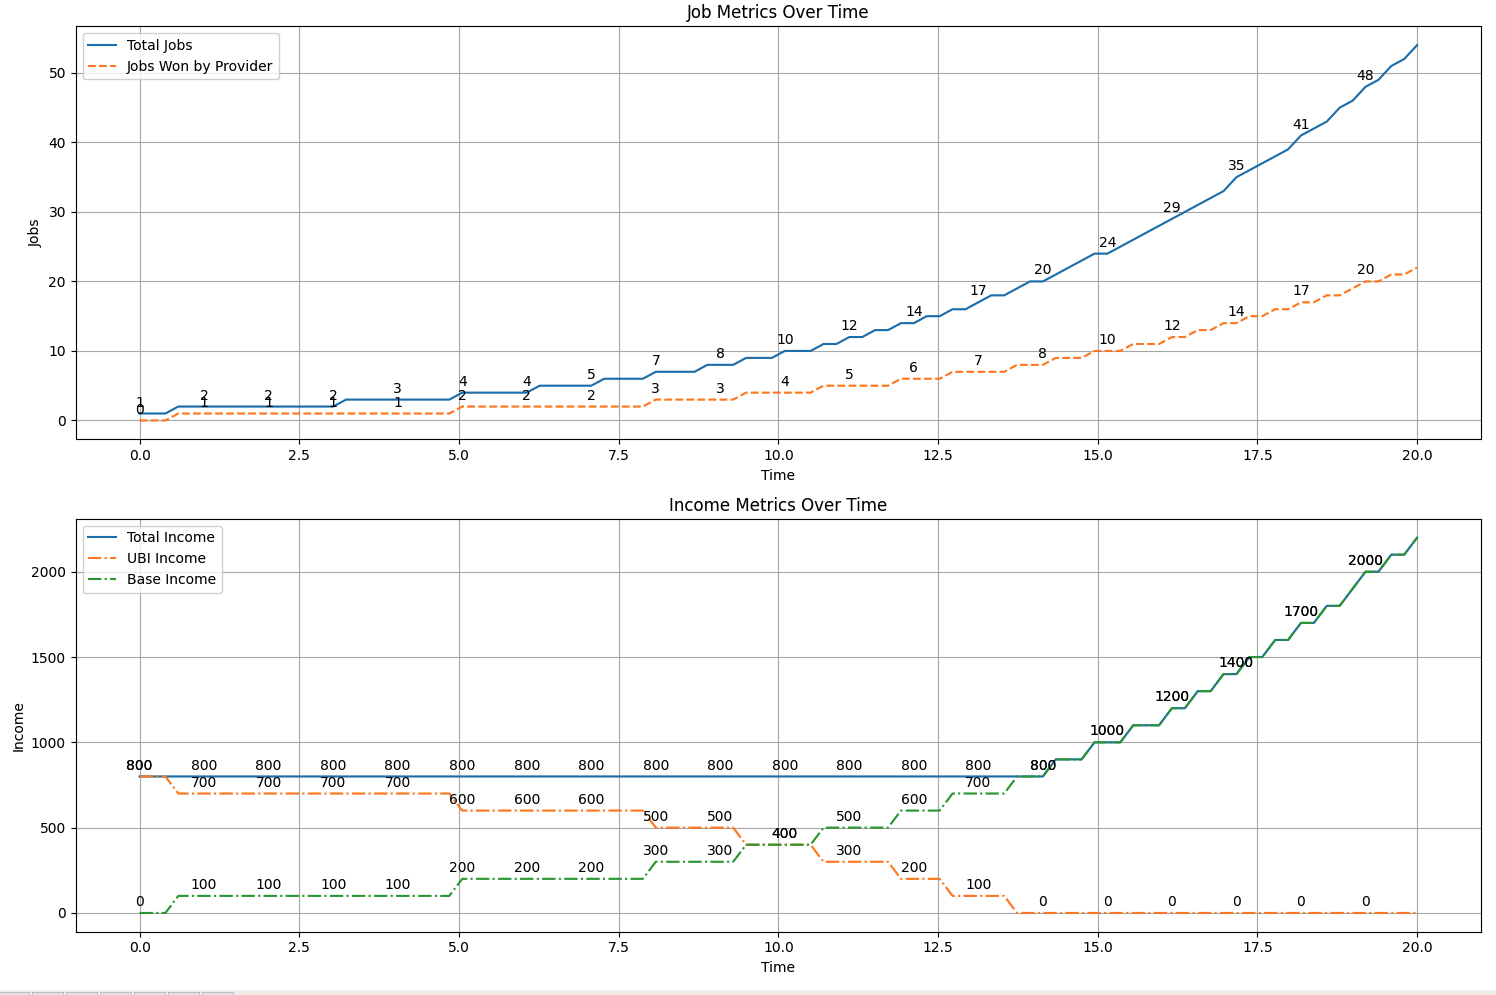 Job Metrics Over Time
Total Jobs
Jobs Won by Provider
Jobs
50
40
30
20
10
0
1 2 2 2 3 4 4 5 7 8 10 12 14 17 20 24 29 35 41 48
0 1 1 1 1 2 2 2 3 3 4 5 6 7 8 10 12 14 17 20
0.0 2.5 5.0 7.5 10.0 12.5 15.0 17.5 20.0
Time
Income Metrics Over Time
Total Income
UBI Income
Base Income
Income
2000
1500
1000
500
0
800 800 800 800 800 800 800 800 800 800 800 800 800 800 800 1000 1200 1400 1700 2000
800 700 700 700 700 600 600 600 500 500 400 300 200 100 0 0 0 0 0 0
0 100 100 100 100 200 200 200 300 300 400 500 600 700 800 1000 1200 1400 1700 2000
0.0 2.5 5.0 7.5 10.0 12.5 15.0 17.5 20.0
Time